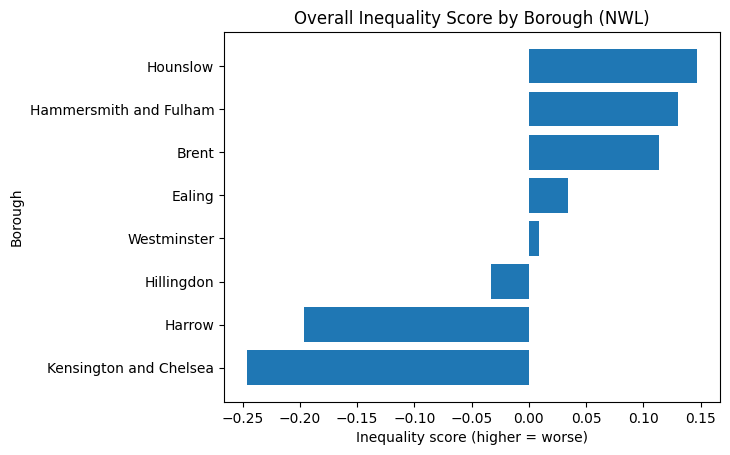 Overall Inequality Score by Borough (NWL)
Borough
Hounslow
Hammersmith and Fulham
Brent
Ealing
Westminster
Hillingdon
Harrow
Kensington and Chelsea
−0.25 −0.20 −0.15 −0.10 −0.05 0.00 0.05 0.10 0.15
Inequality score (higher = worse)